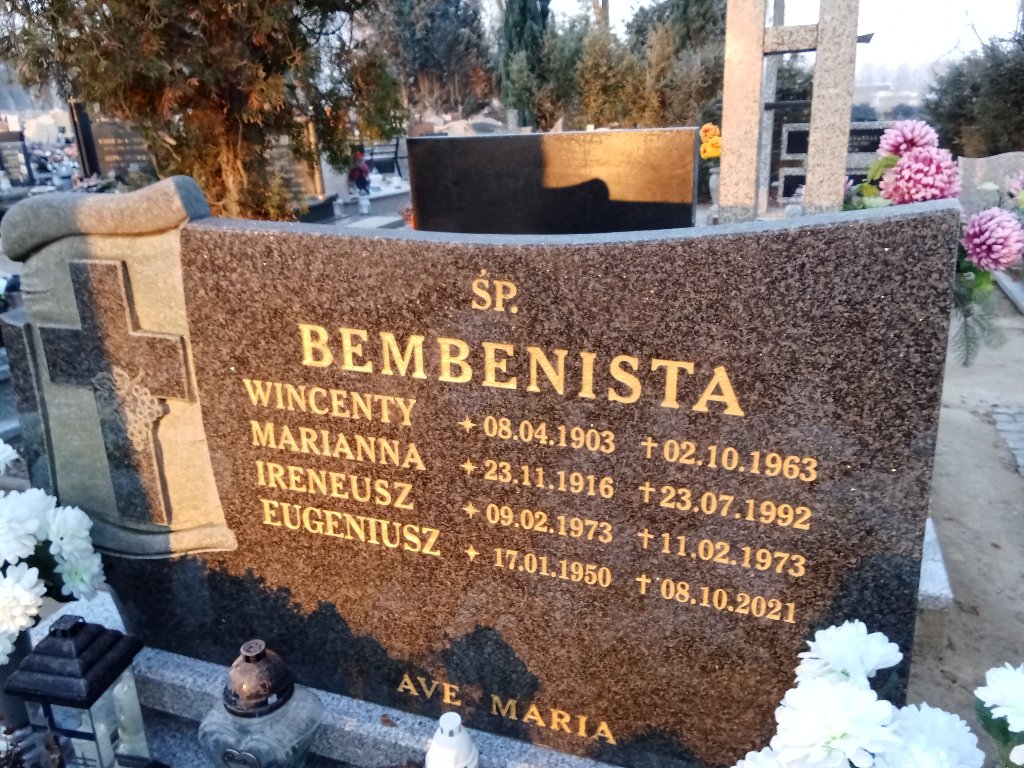 ŚP.
BEMBENISTA
WINCENTY ✦ 08.04.1903 ✝ 02.10.1963
MARIANNA ✦ 23.11.1916 ✝ 23.07.1992
IRENEUSZ ✦ 09.02.1973 ✝ 11.02.1973
EUGENIUSZ ✦ 17.01.1950 ✝ 08.10.2021
AVE MARIA